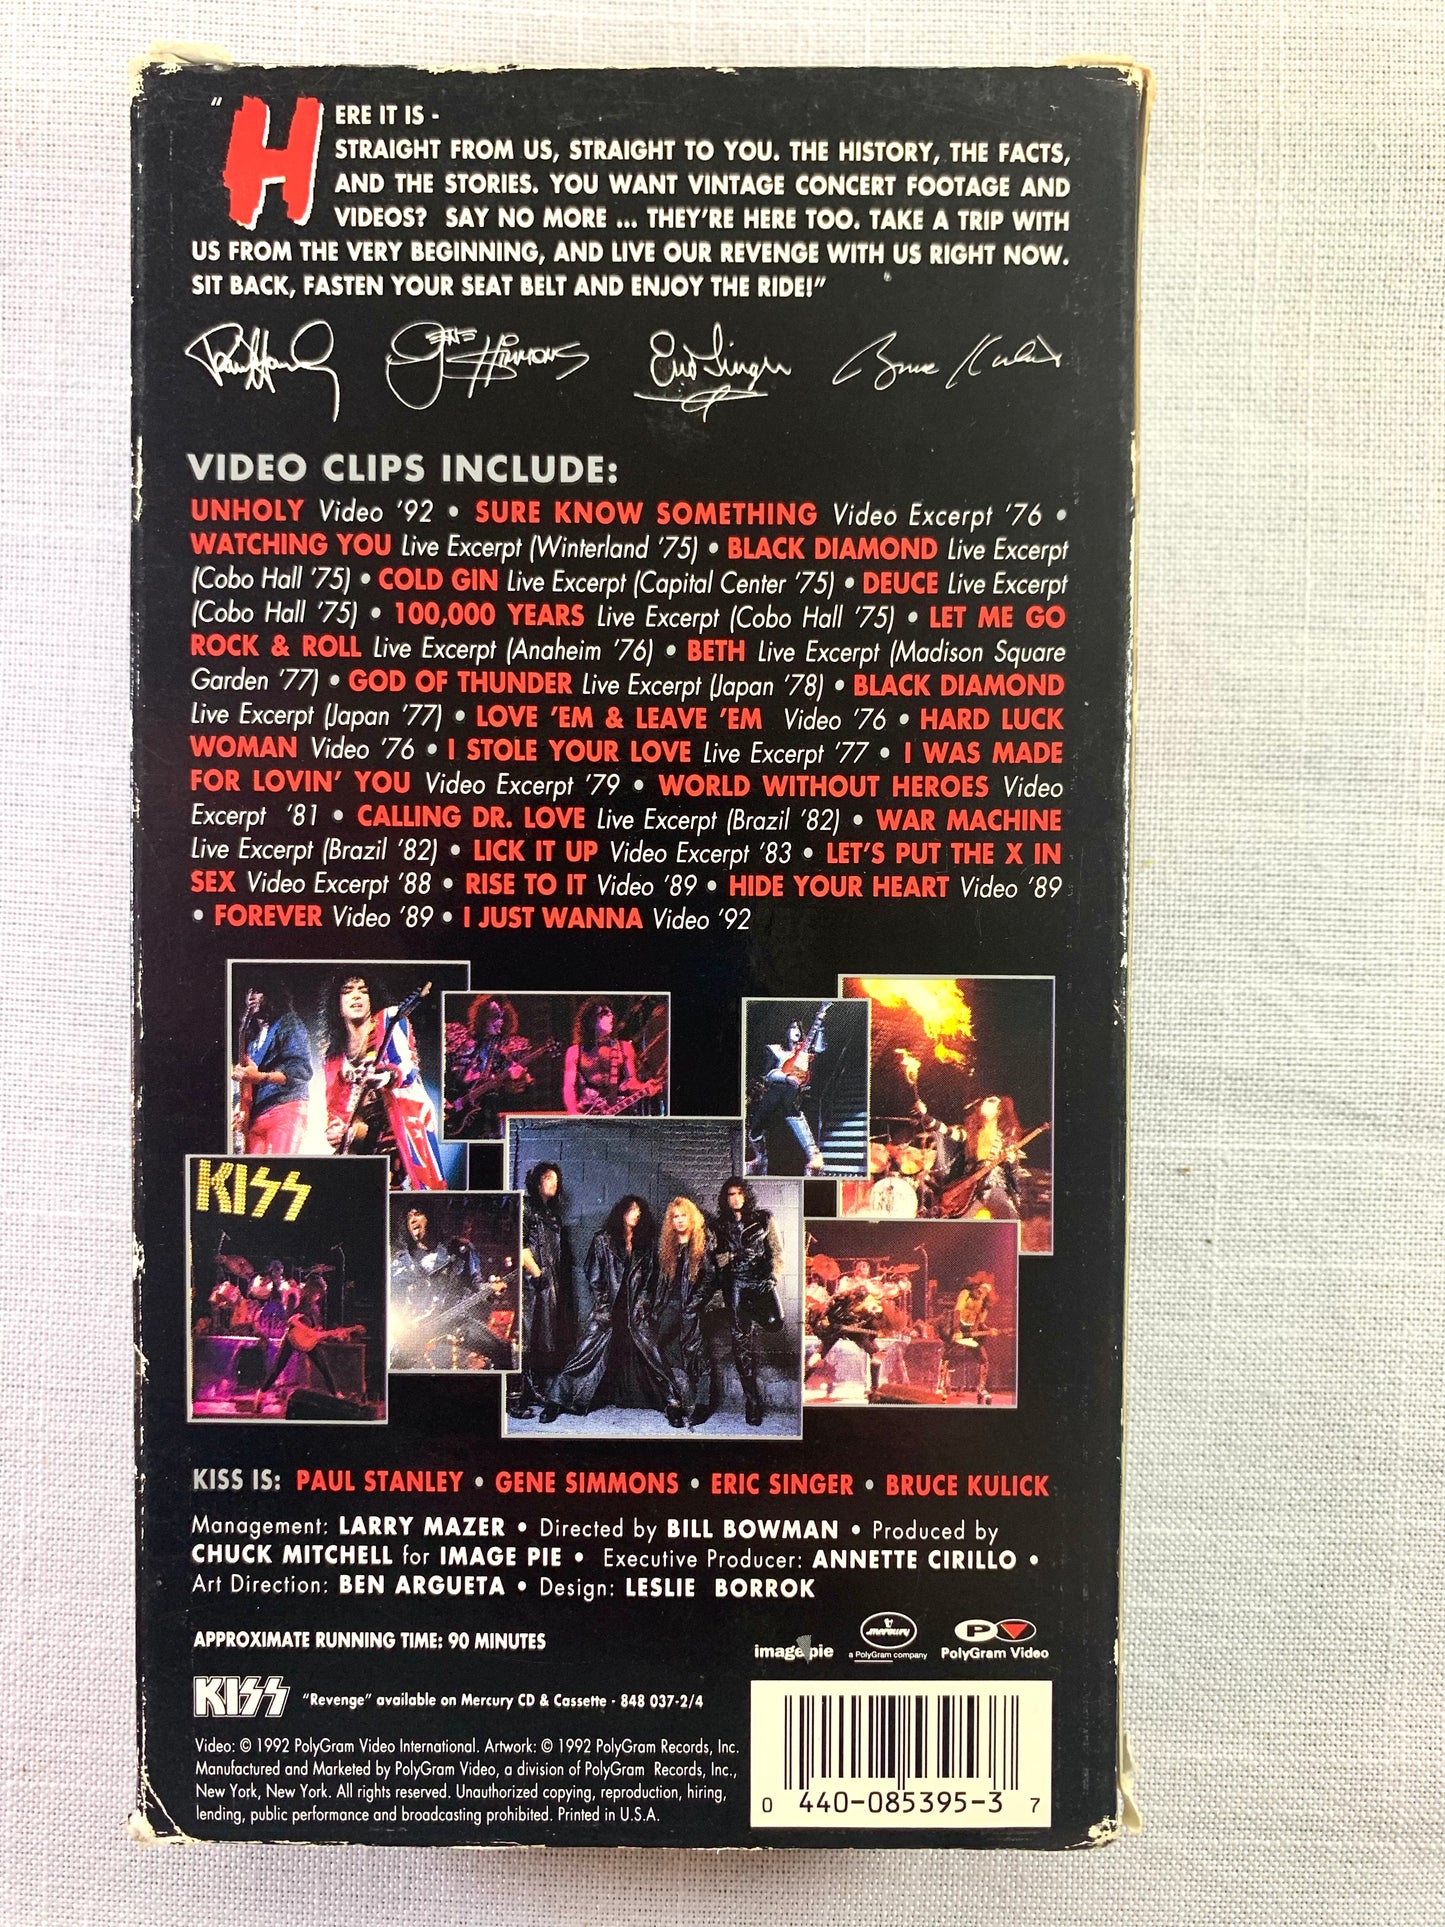 “HERE IT IS -
STRAIGHT FROM US, STRAIGHT TO YOU. THE HISTORY, THE FACTS,
AND THE STORIES. YOU WANT VINTAGE CONCERT FOOTAGE AND
VIDEOS? SAY NO MORE ... THEY'RE HERE TOO. TAKE A TRIP WITH
US FROM THE VERY BEGINNING, AND LIVE OUR REVENGE WITH US RIGHT NOW.
SIT BACK, FASTEN YOUR SEAT BELT AND ENJOY THE RIDE!”
Paul Stanley Gene Simmons Eric Singer Bruce Kulick
VIDEO CLIPS INCLUDE:
UNHOLY Video '92 • SURE KNOW SOMETHING Video Excerpt '76 •
WATCHING YOU Live Excerpt (Winterland '75) • BLACK DIAMOND Live Excerpt
(Cobo Hall '75) • COLD GIN Live Excerpt (Capital Center '75) • DEUCE Live Excerpt
(Cobo Hall '75) • 100,000 YEARS Live Excerpt (Cobo Hall '75) • LET ME GO
ROCK & ROLL Live Excerpt (Anaheim '76) • BETH Live Excerpt (Madison Square
Garden '77) • GOD OF THUNDER Live Excerpt (Japan '78) • BLACK DIAMOND
Live Excerpt (Japan '77) • LOVE 'EM & LEAVE 'EM Video '76 • HARD LUCK
WOMAN Video '76 • I STOLE YOUR LOVE Live Excerpt '77 • I WAS MADE
FOR LOVIN' YOU Video Excerpt '79 • WORLD WITHOUT HEROES Video
Excerpt '81 • CALLING DR. LOVE Live Excerpt (Brazil '82) • WAR MACHINE
Live Excerpt (Brazil '82) • LICK IT UP Video Excerpt '83 • LET'S PUT THE X IN
SEX Video Excerpt '88 • RISE TO IT Video '89 • HIDE YOUR HEART Video '89
• FOREVER Video '89 • I JUST WANNA Video '92
KISS
KISS IS: PAUL STANLEY • GENE SIMMONS • ERIC SINGER • BRUCE KULICK
Management: LARRY MAZER • Directed by BILL BOWMAN • Produced by
CHUCK MITCHELL for IMAGE PIE • Executive Producer: ANNETTE CIRILLO •
Art Direction: BEN ARGUETA • Design: LESLIE BORROK
APPROXIMATE RUNNING TIME: 90 MINUTES
image pie
mercury
a PolyGram company
P
PolyGram Video
KISS "Revenge" available on Mercury CD & Cassette - 848 037-2/4
Video: © 1992 PolyGram Video International. Artwork: © 1992 PolyGram Records, Inc.
Manufactured and Marketed by PolyGram Video, a division of PolyGram Records, Inc.,
New York, New York. All rights reserved. Unauthorized copying, reproduction, hiring,
lending, public performance and broadcasting prohibited. Printed in U.S.A.
0 440-085395-3 7